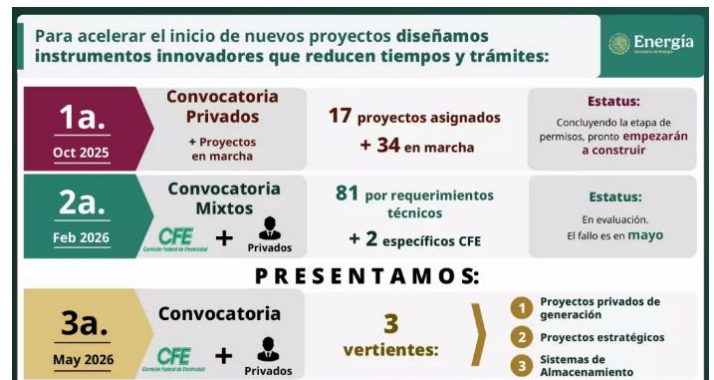 Para acelerar el inicio de nuevos proyectos diseñamos
instrumentos innovadores que reducen tiempos y trámites:
Energía
1a.
Oct 2025
Convocatoria
Privados
+ Proyectos
en marcha
17 proyectos asignados
+ 34 en marcha
Estatus:
Concluyendo la etapa de
permisos, pronto empezarán
a construir
2a.
Feb 2026
Convocatoria
Mixtos
CFE
Comisión Federal de Electricidad
+
Privados
81 por requerimientos
técnicos
+ 2 específicos CFE
Estatus:
En evaluación.
El fallo es en mayo
PRESENTAMOS:
3a.
May 2026
Convocatoria
CFE
Comisión Federal de Electricidad
+
Privados
3
vertientes:
1 Proyectos privados de
generación
2 Proyectos estratégicos
3 Sistemas de
Almacenamiento